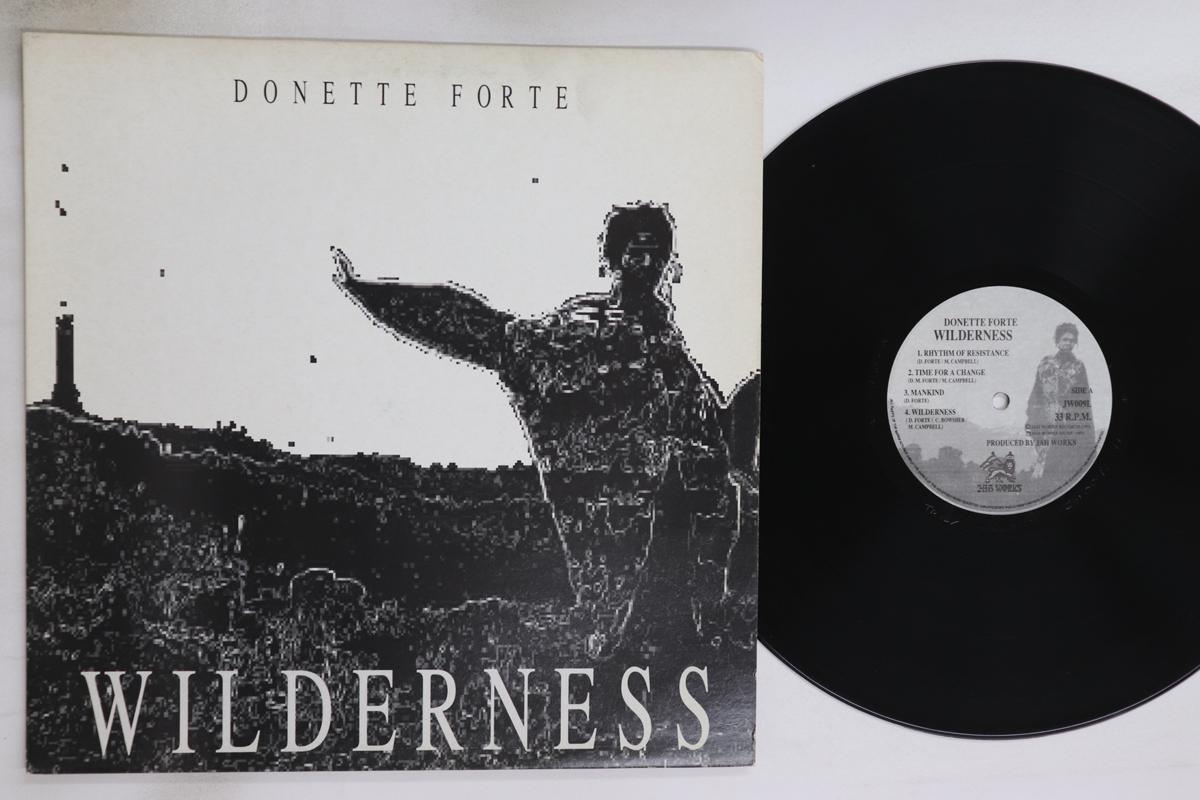 DONETTE FORTE
WILDERNESS
DONETTE FORTE
WILDERNESS
1. RHYTHM OF RESISTANCE
(D. FORTE / M. CAMPBELL)
2. TIME FOR A CHANGE
(D. M. FORTE / M. CAMPBELL)
3. MANKIND
(D. FORTE)
4. WILDERNESS
(D. FORTE / C. BOWSHER
M. CAMPBELL)
SIDE A
JW009L
33 R.P.M.
PRODUCED BY JAH WORKS
JAH WORKS